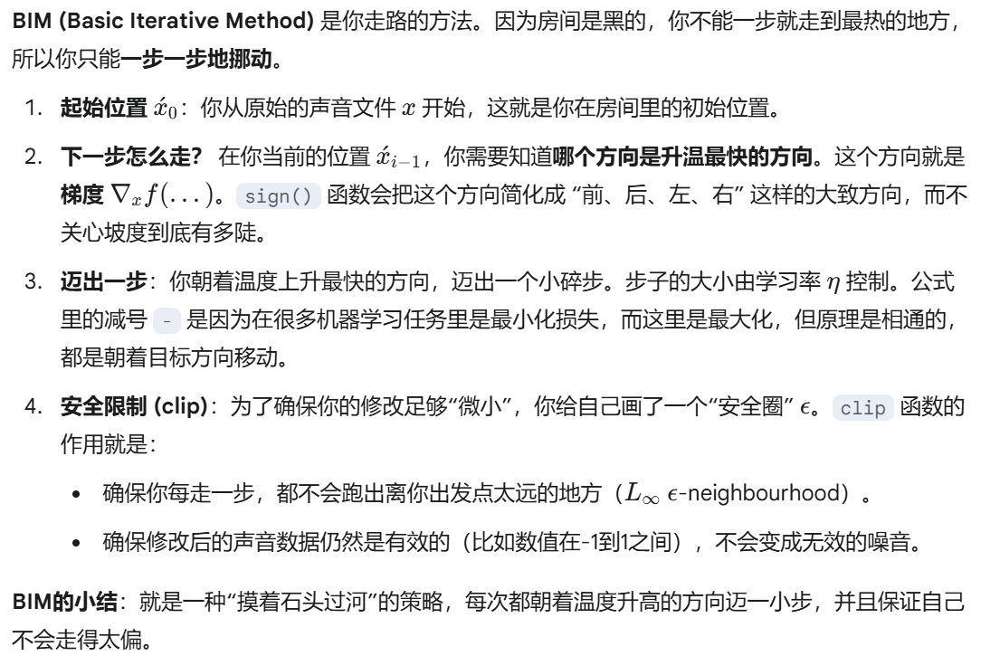 BIM (Basic Iterative Method) 是你走路的方法。因为房间是黑的，你不能一步就走到最热的地方，
所以你只能一步一步地挪动。
1. 起始位置 x́₀：你从原始的声音文件 x 开始，这就是你在房间里的初始位置。
2. 下一步怎么走？ 在你当前的位置 x́ᵢ₋₁，你需要知道哪个方向是升温最快的方向。这个方向就是
梯度 ∇ₓf(...)。sign() 函数会把这个方向简化成 “前、后、左、右” 这样的大致方向，而不
关心坡度到底有多陡。
3. 迈出一步：你朝着温度上升最快的方向，迈出一个小碎步。步子的大小由学习率 η 控制。公式
里的减号 - 是因为在很多机器学习任务里是最小化损失，而这里是最大化，但原理是相通的，
都是朝着目标方向移动。
4. 安全限制 (clip)：为了确保你的修改足够“微小”，你给自己画了一个“安全圈” ϵ。clip 函数的
作用就是：
• 确保你每走一步，都不会跑出离你出发点太远的地方（L∞ ϵ-neighbourhood）。
• 确保修改后的声音数据仍然是有效的（比如数值在-1到1之间），不会变成无效的噪音。
BIM的小结：就是一种“摸着石头过河”的策略，每次都朝着温度升高的方向迈一小步，并且保证自己
不会走得太偏。